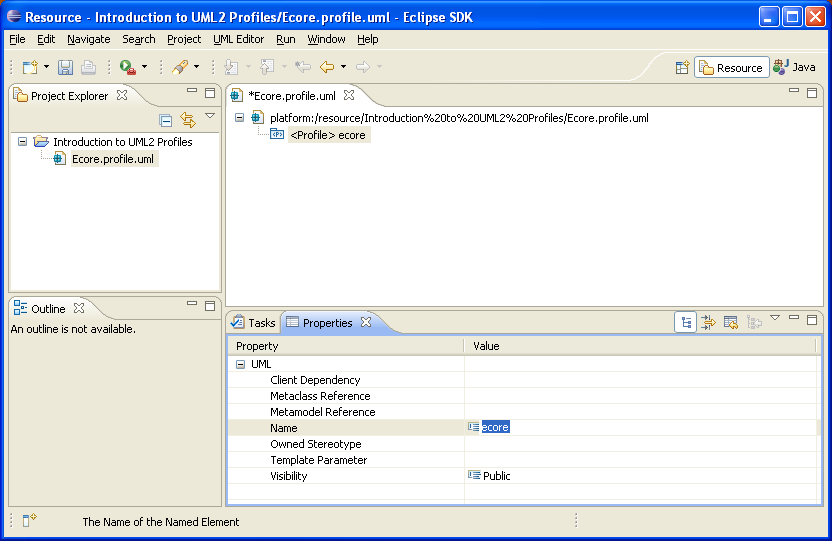 Resource - Introduction to UML2 Profiles/Ecore.profile.uml - Eclipse SDK
File Edit Navigate Search Project UML Editor Run Window Help
Resource Java
Project Explorer
Introduction to UML2 Profiles
Ecore.profile.uml
*Ecore.profile.uml
platform:/resource/Introduction%20to%20UML2%20Profiles/Ecore.profile.uml
<Profile> ecore
Outline
An outline is not available.
Tasks Properties
Property Value
UML
Client Dependency
Metaclass Reference
Metamodel Reference
Name ecore
Owned Stereotype
Template Parameter
Visibility Public
The Name of the Named Element